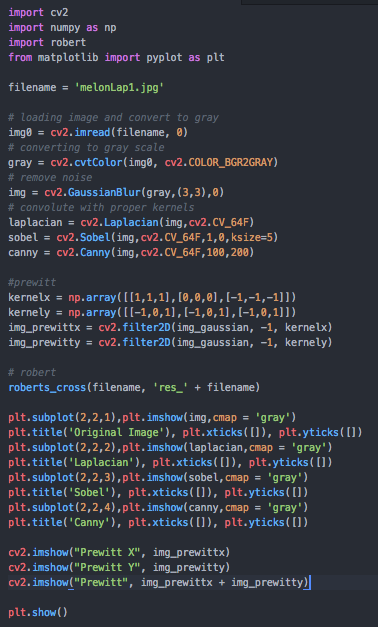 import cv2
import numpy as np
import robert
from matplotlib import pyplot as plt
filename = 'melonLap1.jpg'
# loading image and convert to gray
img0 = cv2.imread(filename, 0)
# converting to gray scale
gray = cv2.cvtColor(img0, cv2.COLOR_BGR2GRAY)
# remove noise
img = cv2.GaussianBlur(gray,(3,3),0)
# convolute with proper kernels
laplacian = cv2.Laplacian(img,cv2.CV_64F)
sobel = cv2.Sobel(img,cv2.CV_64F,1,0,ksize=5)
canny = cv2.Canny(img,cv2.CV_64F,100,200)
#prewitt
kernelx = np.array([[1,1,1],[0,0,0],[-1,-1,-1]])
kernely = np.array([[-1,0,1],[-1,0,1],[-1,0,1]])
img_prewittx = cv2.filter2D(img_gaussian, -1, kernelx)
img_prewitty = cv2.filter2D(img_gaussian, -1, kernely)
# robert
roberts_cross(filename, 'res_' + filename)
plt.subplot(2,2,1),plt.imshow(img,cmap = 'gray')
plt.title('Original Image'), plt.xticks([]), plt.yticks([])
plt.subplot(2,2,2),plt.imshow(laplacian,cmap = 'gray')
plt.title('Laplacian'), plt.xticks([]), plt.yticks([])
plt.subplot(2,2,3),plt.imshow(sobel,cmap = 'gray')
plt.title('Sobel'), plt.xticks([]), plt.yticks([])
plt.subplot(2,2,4),plt.imshow(canny,cmap = 'gray')
plt.title('Canny'), plt.xticks([]), plt.yticks([])
cv2.imshow("Prewitt X", img_prewittx)
cv2.imshow("Prewitt Y", img_prewitty)
cv2.imshow("Prewitt", img_prewittx + img_prewitty)
plt.show()